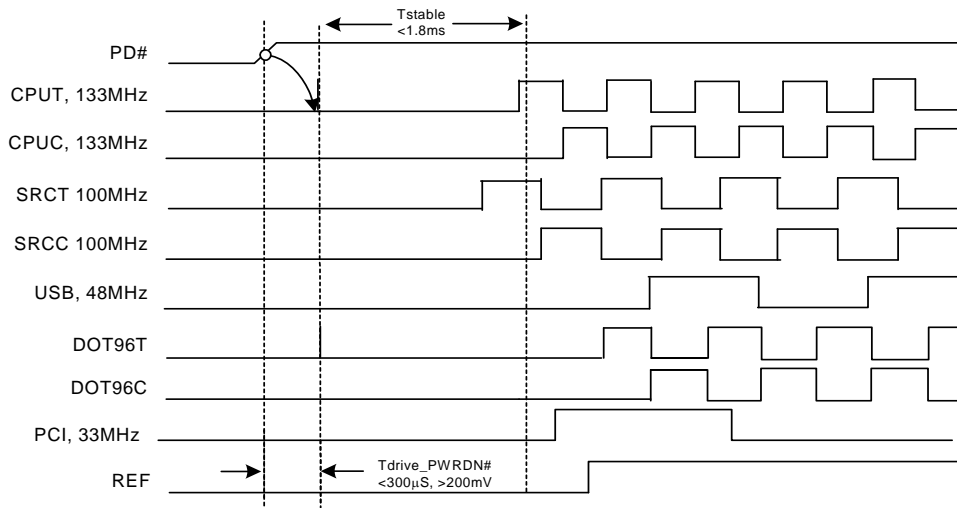 Tstable
<1.8ms
PD#
CPUT, 133MHz
CPUC, 133MHz
SRCT 100MHz
SRCC 100MHz
USB, 48MHz
DOT96T
DOT96C
PCI, 33MHz
Tdrive_PWRDN#
<300μS, >200mV
REF